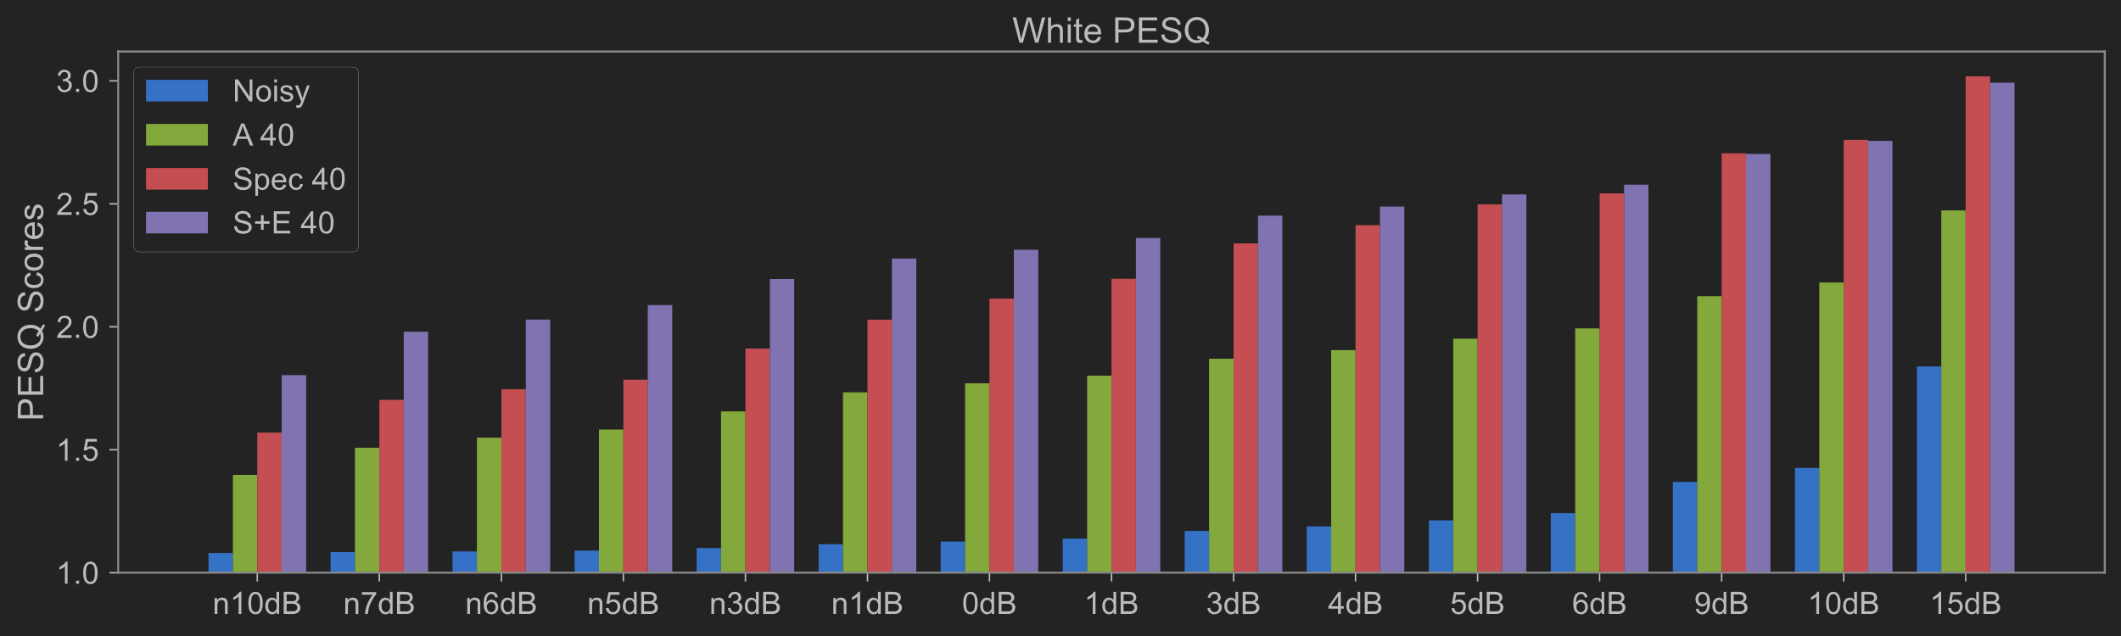 White PESQ
Noisy
A 40
Spec 40
S+E 40
PESQ Scores
3.0
2.5
2.0
1.5
1.0
n10dB n7dB n6dB n5dB n3dB n1dB 0dB 1dB 3dB 4dB 5dB 6dB 9dB 10dB 15dB